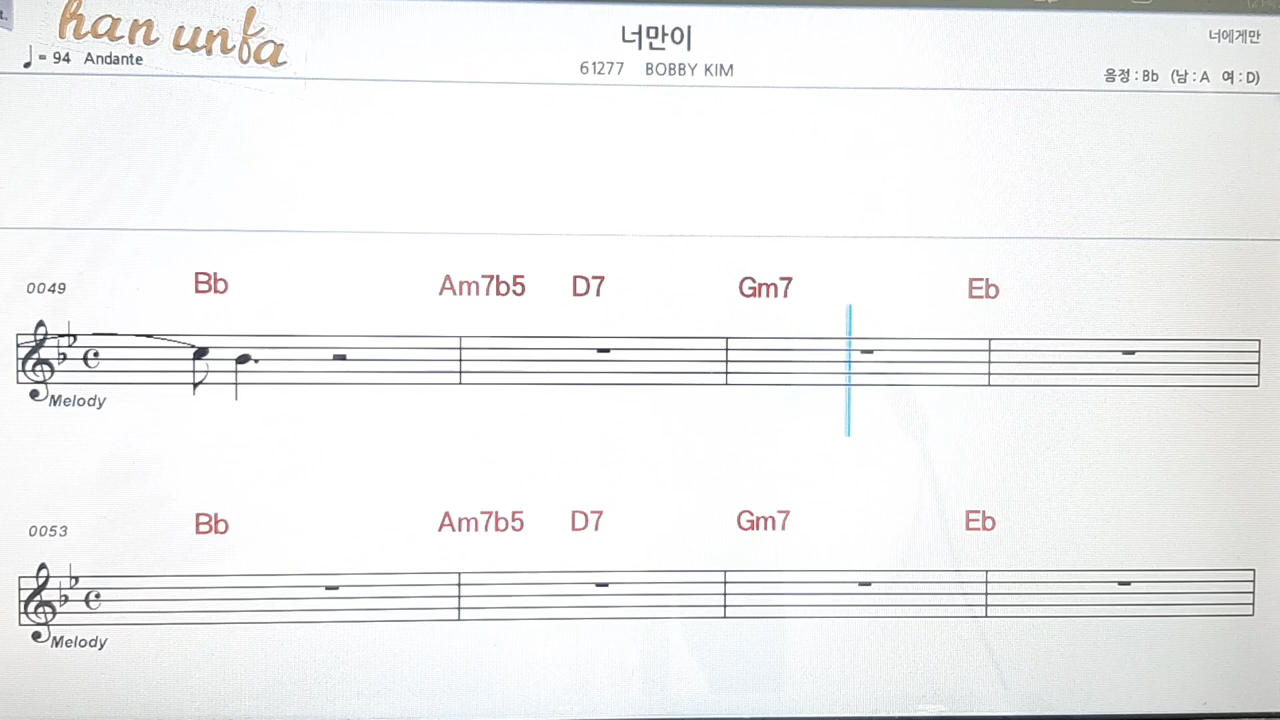 han unfa
너만이
너에게만
♩ = 94 Andante
61277 BOBBY KIM
음정 : Bb (남 : A 여 : D)
0049 Bb Am7b5 D7 Gm7 Eb
Melody
0053 Bb Am7b5 D7 Gm7 Eb
Melody